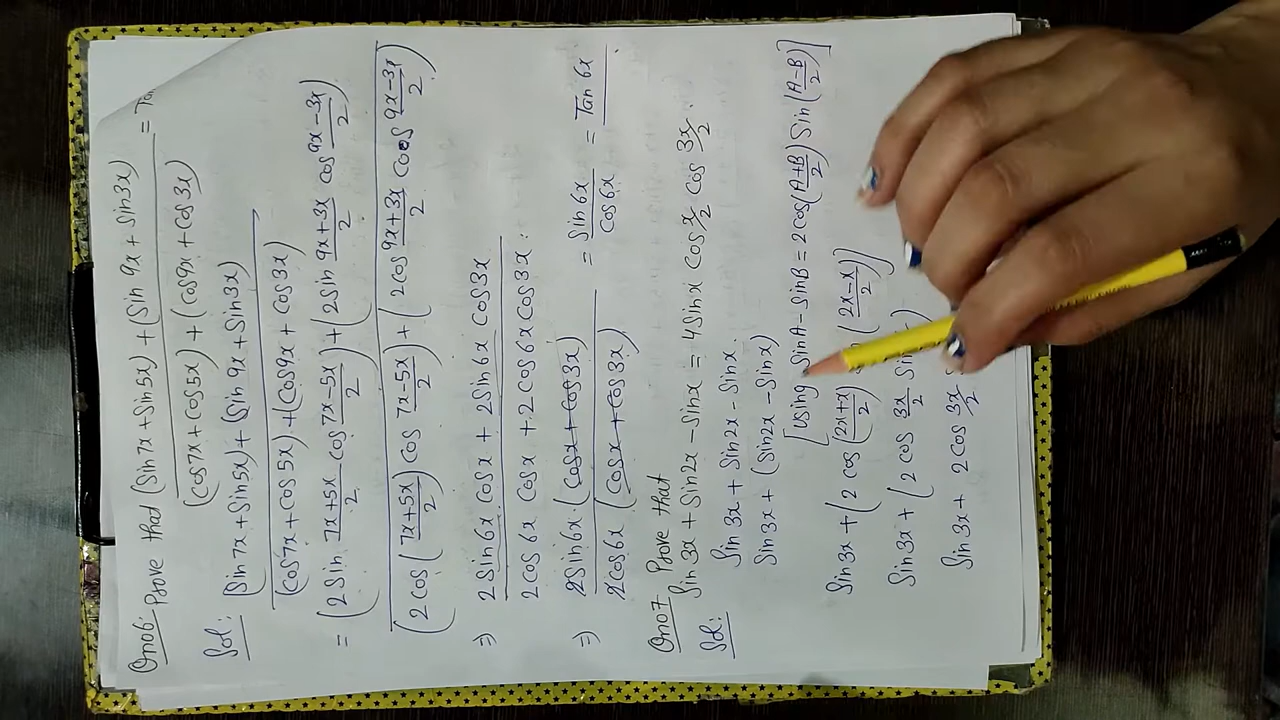 Qno6:- Prove that (Sin 7x + Sin 5x) + (Sin 9x + Sin 3x) = Tan
(Cos 7x + Cos 5x) + (Cos 9x + Cos 3x)
Sol: (Sin 7x + Sin 5x) + (Sin 9x + Sin 3x)
(Cos 7x + Cos 5x) + (Cos 9x + Cos 3x)
= (2 Sin 7x+5x/2 Cos 7x-5x/2) + (2 Sin 9x+3x/2 Cos 9x-3x/2)
(2 Cos (7x+5x/2) Cos 7x-5x/2) + (2 Cos 9x+3x/2 Cos 9x-3x/2)
⇒ 2 Sin 6x Cos x + 2 Sin 6x Cos 3x
2 Cos 6x Cos x + 2 Cos 6x Cos 3x.
⇒ 2 Sin 6x. (Cos x + Cos 3x) = Sin 6x/Cos 6x = Tan 6x.
2 Cos 6x (Cos x + Cos 3x)
Qno7 Prove that
Sin 3x + Sin 2x - Sin x = 4 Sin x Cos x/2 Cos 3x/2.
Sol: Sin 3x + Sin 2x - Sin x.
Sin 3x + (Sin 2x - Sin x)
[Using Sin A - Sin B = 2 Cos (A+B/2) Sin (A-B/2)]
Sin 3x + (2 Cos (2x+x/2) (2x-x/2))
Sin 3x + (2 Cos 3x/2 Sin )
Sin 3x + 2 Cos 3x/2